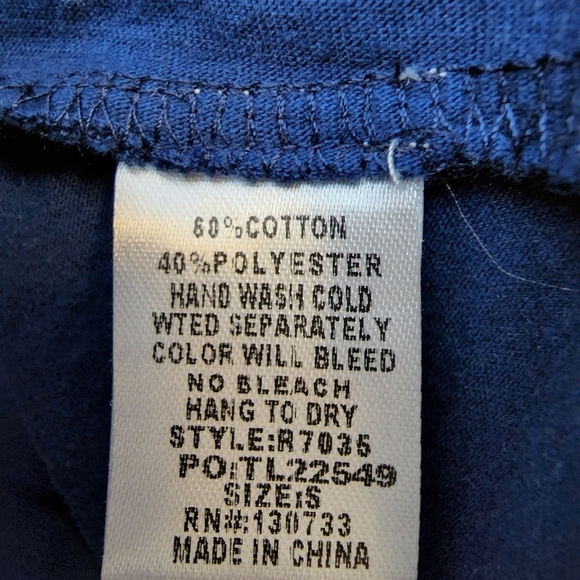 60%COTTON
40%POLYESTER
HAND WASH COLD
WTED SEPARATELY
COLOR WILL BLEED
NO BLEACH
HANG TO DRY
STYLE:R7035
PO:TL22549
SIZE:S
RN#:130733
MADE IN CHINA